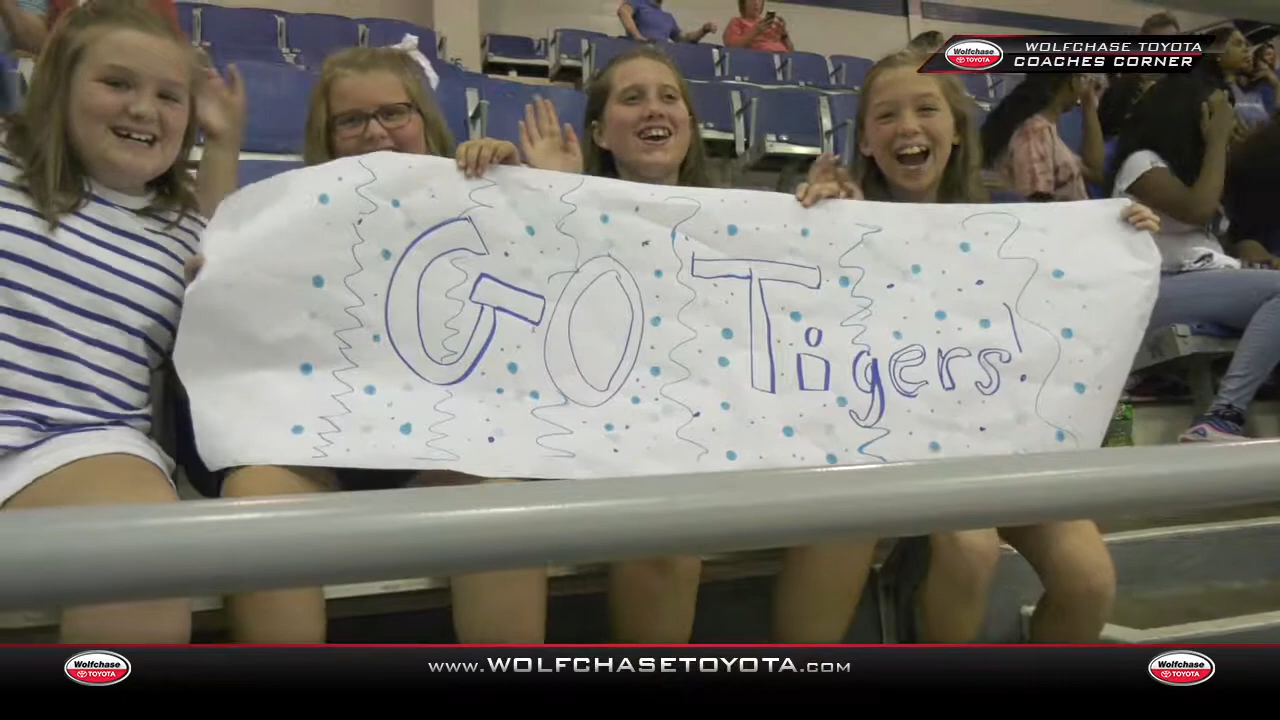 Wolfchase
TOYOTA
WOLFCHASE TOYOTA
COACHES CORNER
GO Tigers!
Wolfchase
TOYOTA
WWW.WOLFCHASETOYOTA.COM
Wolfchase
TOYOTA